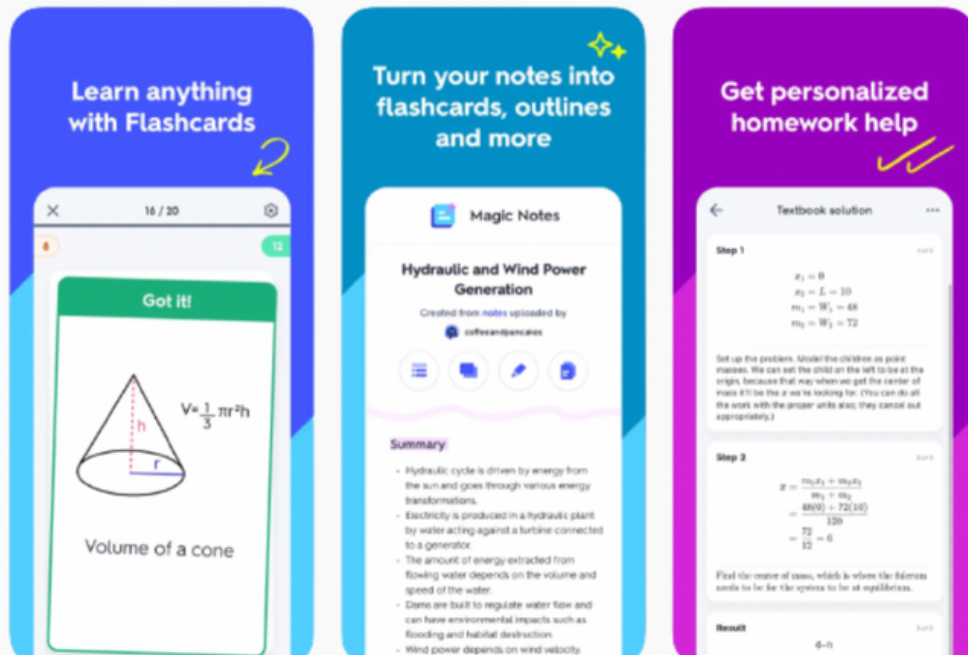 Learn anything
with Flashcards
16 / 20
8
12
Got it!
h
r
V=1/3 πr²h
Volume of a cone
Turn your notes into
flashcards, outlines
and more
Magic Notes
Hydraulic and Wind Power
Generation
Created from notes uploaded by
coffeeandpancakes
Summary
- Hydraulic cycle is driven by energy from
the sun and goes through various energy
transformations.
- Electricity is produced in a hydraulic plant
by water acting against a turbine connected
to a generator.
- The amount of energy extracted from
flowing water depends on the volume and
speed of the water.
- Dams are built to regulate water flow and
can have environmental impacts such as
flooding and habitat destruction.
- Wind power depends on wind velocity,
Get personalized
homework help
Textbook solution
Step 1
x₁ = 0
x₂ = L = 10
m₁ = W₁ = 48
m₂ = W₂ = 72
Set up the problem. Model the children as point
masses. We can set the child on the left to be at the
origin, because that way when we get the center of
mass it'll be the x we're looking for. (You can do all
the work with the proper units also; they cancel out
appropriately.)
Step 2
2 of 3
x = (m₁x₁ + m₂x₂)/(m₁ + m₂)
= (48(0) + 72(10))/120
= 72/12 = 6
Find the center of mass, which is where the fulcrum
needs to be for the system to be at equilibrium.
Result
3 of 3
6-ft